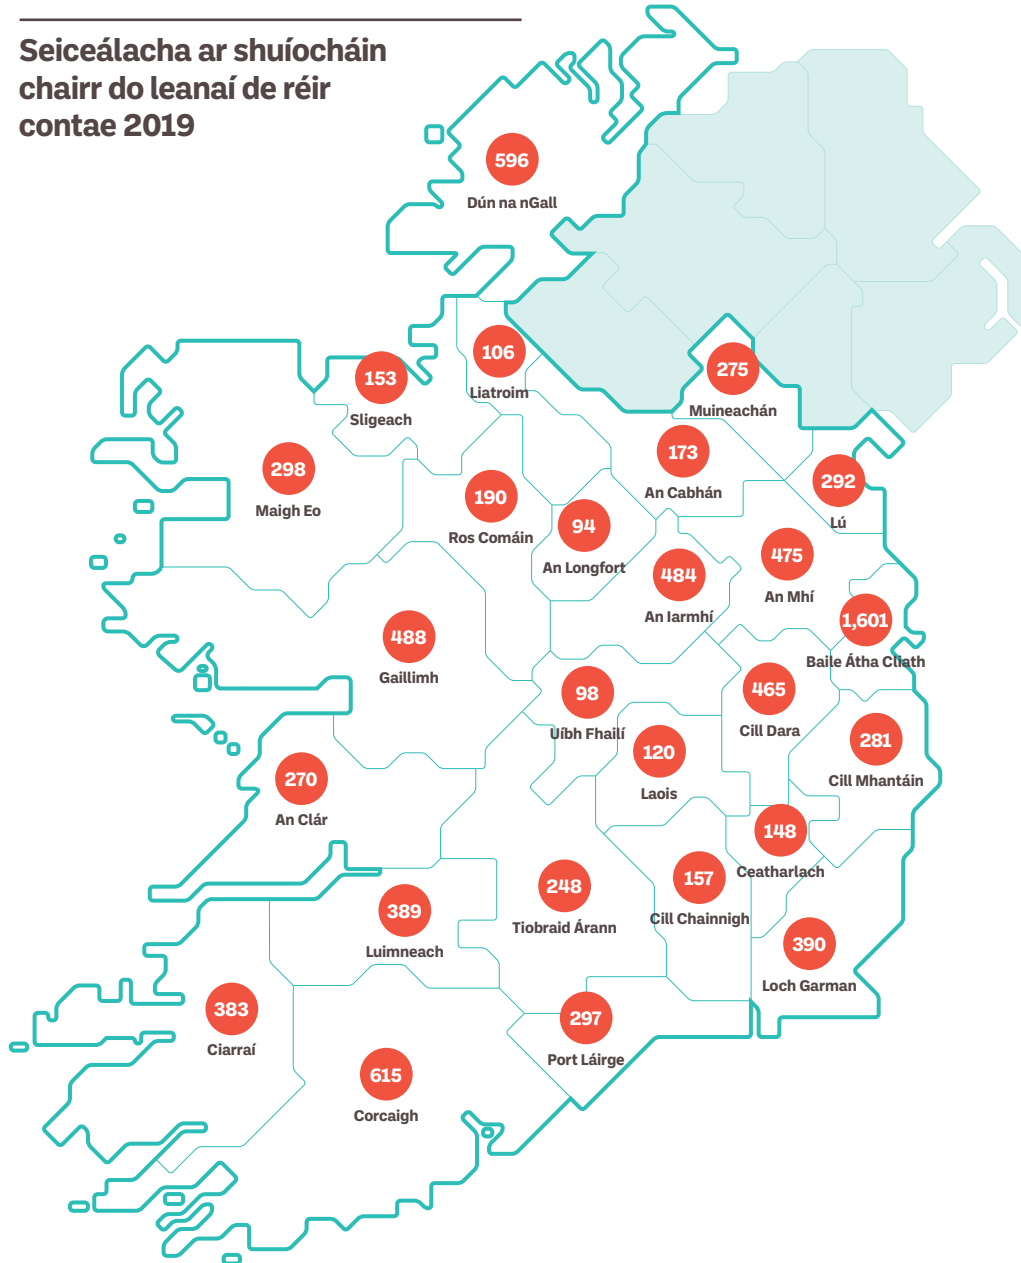 Seiceálacha ar shuíocháin
chairr do leanaí de réir
contae 2019
596
Dún na nGall
106
Liatroim
153
Sligeach
275
Muineachán
298
Maigh Eo
173
An Cabhán
190
Ros Comáin
292
Lú
94
An Longfort
475
An Mhí
484
An Iarmhí
1,601
Baile Átha Cliath
488
Gaillimh
98
Uíbh Fhailí
465
Cill Dara
281
Cill Mhantáin
120
Laois
270
An Clár
148
Ceatharlach
157
Cill Chainnigh
248
Tiobraid Árann
389
Luimneach
390
Loch Garman
383
Ciarraí
297
Port Láirge
615
Corcaigh